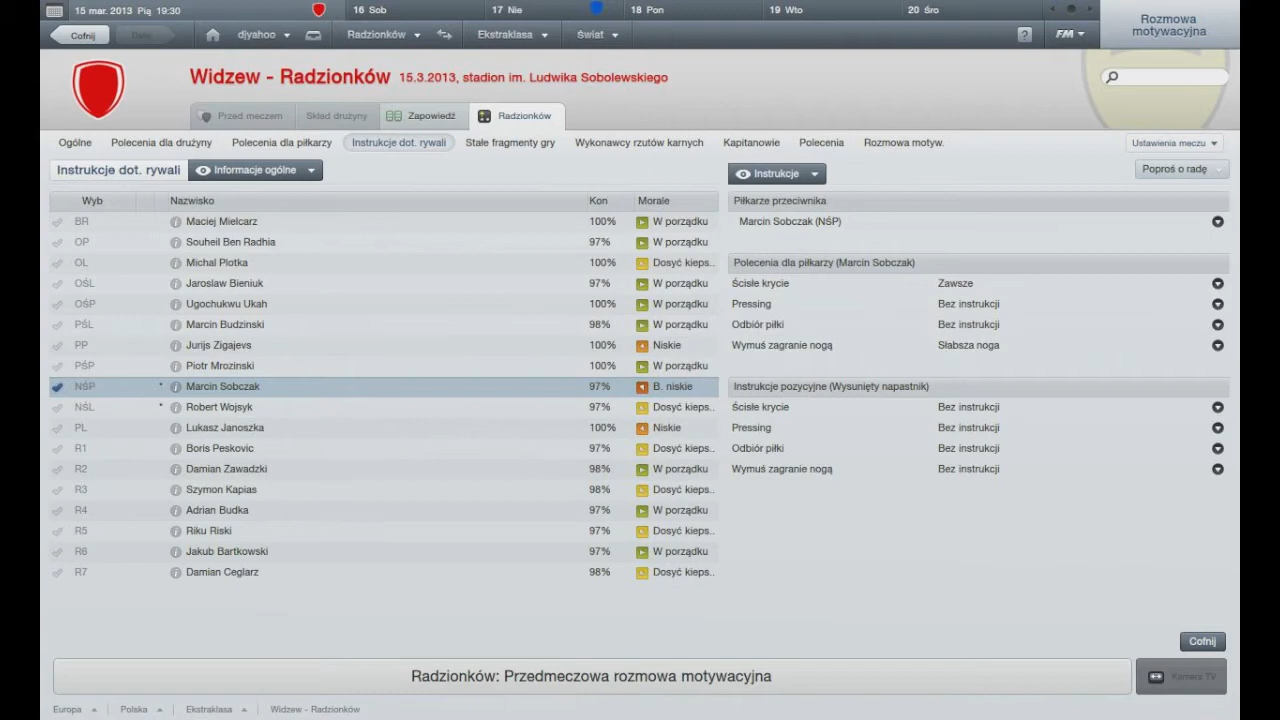 15 mar. 2013 Pią 19:30 16 Sob 17 Nie 18 Pon 19 Wto 20 Śro
Cofnij djyahoo Radzionków Ekstraklasa Świat ? FM
Rozmowa
motywacyjna
Widzew - Radzionków 15.3.2013, stadion im. Ludwika Sobolewskiego
Przed meczem Skład drużyny Zapowiedź Radzionków
Ogólne Polecenia dla drużyny Polecenia dla piłkarzy Instrukcje dot. rywali Stałe fragmenty gry Wykonawcy rzutów karnych Kapitanowie Polecenia Rozmowa motyw. Ustawienia meczu
Instrukcje dot. rywali Informacje ogólne Instrukcje Poproś o radę
Wyb Nazwisko Kon Morale
BR Maciej Mielcarz 100% W porządku
OP Souheil Ben Radhia 97% W porządku
OL Michal Plotka 100% Dosyć kieps..
OŚL Jaroslaw Bieniuk 97% W porządku
OŚP Ugochukwu Ukah 100% W porządku
PŚL Marcin Budzinski 98% W porządku
PP Jurijs Zigajevs 100% Niskie
PŚP Piotr Mrozinski 100% W porządku
NŚP Marcin Sobczak 97% B. niskie
NŚL Robert Wojsyk 97% Dosyć kieps..
PL Lukasz Janoszka 100% Niskie
R1 Boris Peskovic 97% Dosyć kieps..
R2 Damian Zawadzki 98% W porządku
R3 Szymon Kapias 98% Dosyć kieps..
R4 Adrian Budka 97% W porządku
R5 Riku Riski 97% Dosyć kieps..
R6 Jakub Bartkowski 97% W porządku
R7 Damian Ceglarz 98% Dosyć kieps..
Piłkarze przeciwnika
Marcin Sobczak (NŚP)
Polecenia dla piłkarzy (Marcin Sobczak)
Ścisłe krycie Zawsze
Pressing Bez instrukcji
Odbiór piłki Bez instrukcji
Wymuś zagranie nogą Słabsza noga
Instrukcje pozycyjne (Wysunięty napastnik)
Ścisłe krycie Bez instrukcji
Pressing Bez instrukcji
Odbiór piłki Bez instrukcji
Wymuś zagranie nogą Bez instrukcji
Cofnij
Radzionków: Przedmeczowa rozmowa motywacyjna Kamera TV
Europa Polska Ekstraklasa Widzew - Radzionków